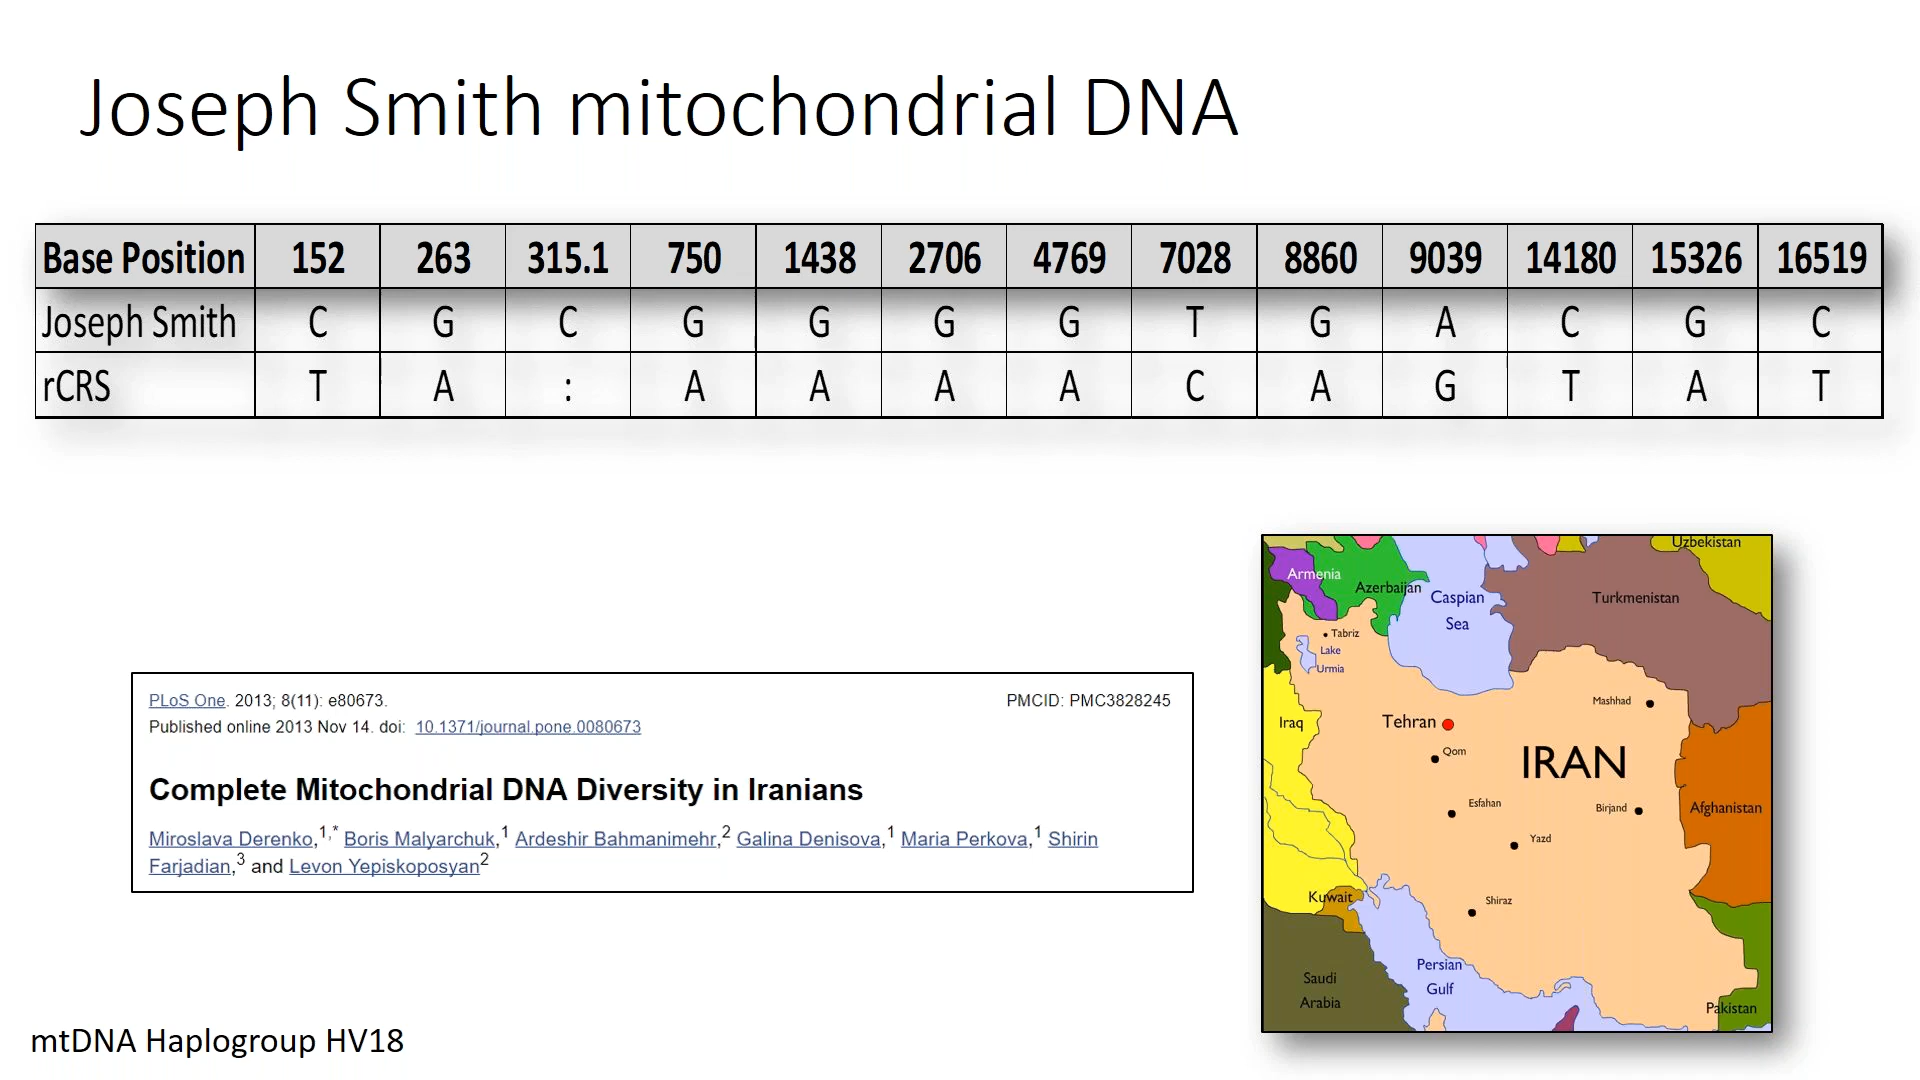 Joseph Smith mitochondrial DNA
Base Position 152 263 315.1 750 1438 2706 4769 7028 8860 9039 14180 15326 16519
Joseph Smith C G C G G G G T G A C G C
rCRS T A : A A A A C A G T A T
PLoS One. 2013; 8(11): e80673. PMCID: PMC3828245
Published online 2013 Nov 14. doi: 10.1371/journal.pone.0080673
Complete Mitochondrial DNA Diversity in Iranians
Miroslava Derenko,1,* Boris Malyarchuk,1 Ardeshir Bahmanimehr,2 Galina Denisova,1 Maria Perkova,1 Shirin
Farjadian,3 and Levon Yepiskoposyan2
Uzbekistan
Armenia
Azerbaijan
Caspian
Sea
Turkmenistan
Tabriz
Lake
Urmia
Mashhad
Iraq
Tehran
Qom
IRAN
Esfahan
Birjand
Afghanistan
Yazd
Kuwait
Shiraz
Persian
Gulf
Saudi
Arabia
Pakistan
mtDNA Haplogroup HV18